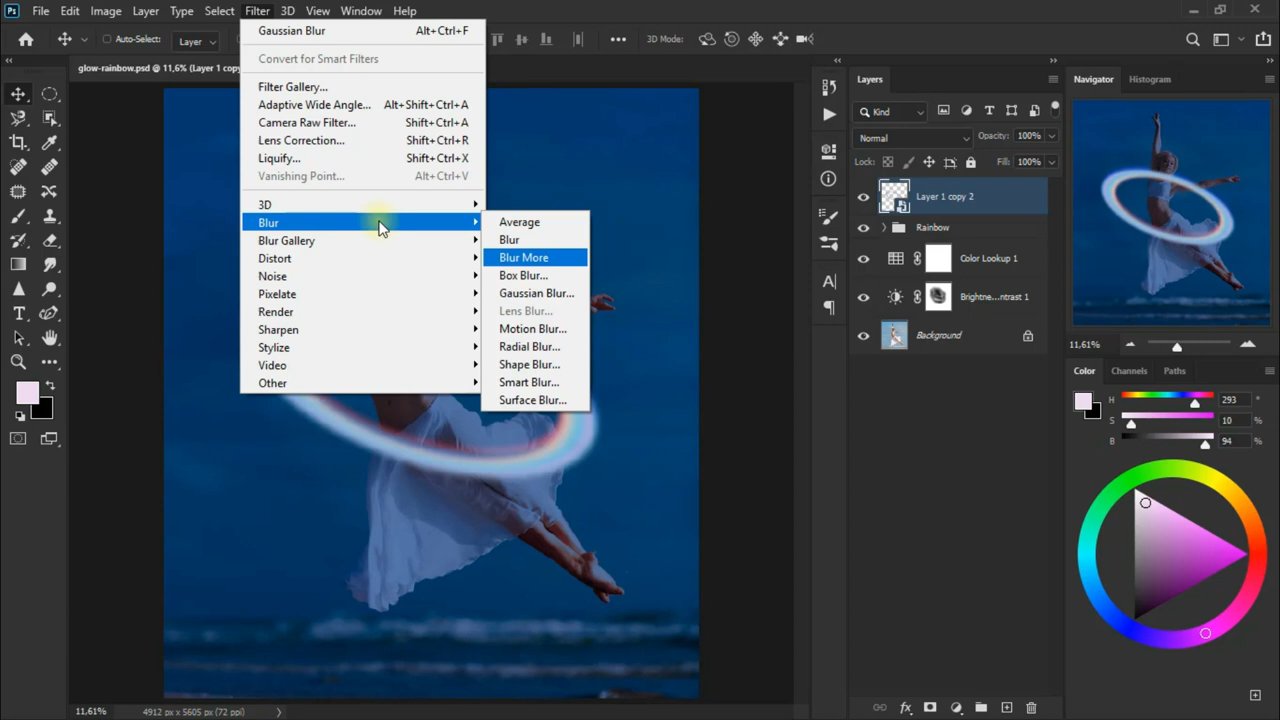 Ps File Edit Image Layer Type Select Filter 3D View Window Help
Auto-Select: Layer 3D Mode:
glow-rainbow.psd @ 11,6% (Layer 1 copy
Gaussian Blur Alt+Ctrl+F
Convert for Smart Filters
Filter Gallery...
Adaptive Wide Angle... Alt+Shift+Ctrl+A
Camera Raw Filter... Shift+Ctrl+A
Lens Correction... Shift+Ctrl+R
Liquify... Shift+Ctrl+X
Vanishing Point... Alt+Ctrl+V
3D
Blur
Blur Gallery
Distort
Noise
Pixelate
Render
Sharpen
Stylize
Video
Other
Average
Blur
Blur More
Box Blur...
Gaussian Blur...
Lens Blur...
Motion Blur...
Radial Blur...
Shape Blur...
Smart Blur...
Surface Blur...
Layers
Kind
Normal Opacity: 100%
Lock: Fill: 100%
Layer 1 copy 2
Rainbow
Color Lookup 1
Brightne...ntrast 1
Background
Navigator Histogram
11,61%
Color Channels Paths
H 293 °
S 10 %
B 94 %
11,61% 4912 px x 5605 px (72 ppi)